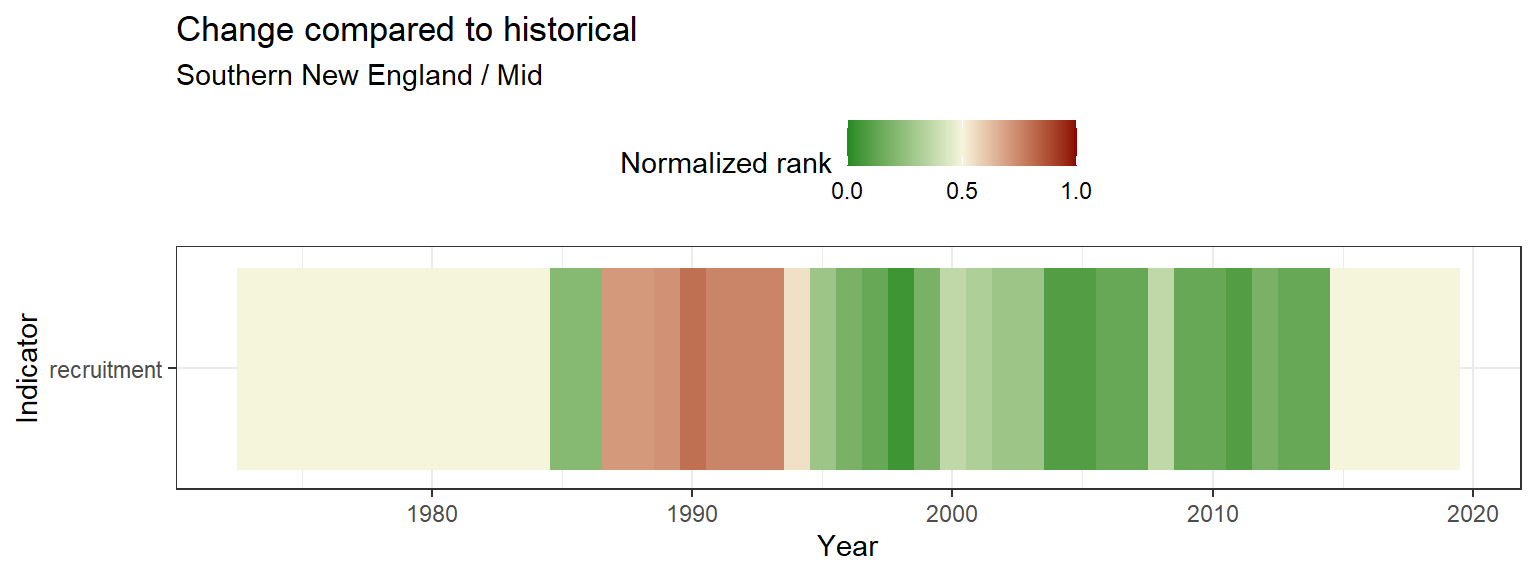 Change compared to historical
Southern New England / Mid
Normalized rank
0.0 0.5 1.0
Indicator
recruitment
1980 1990 2000 2010 2020
Year